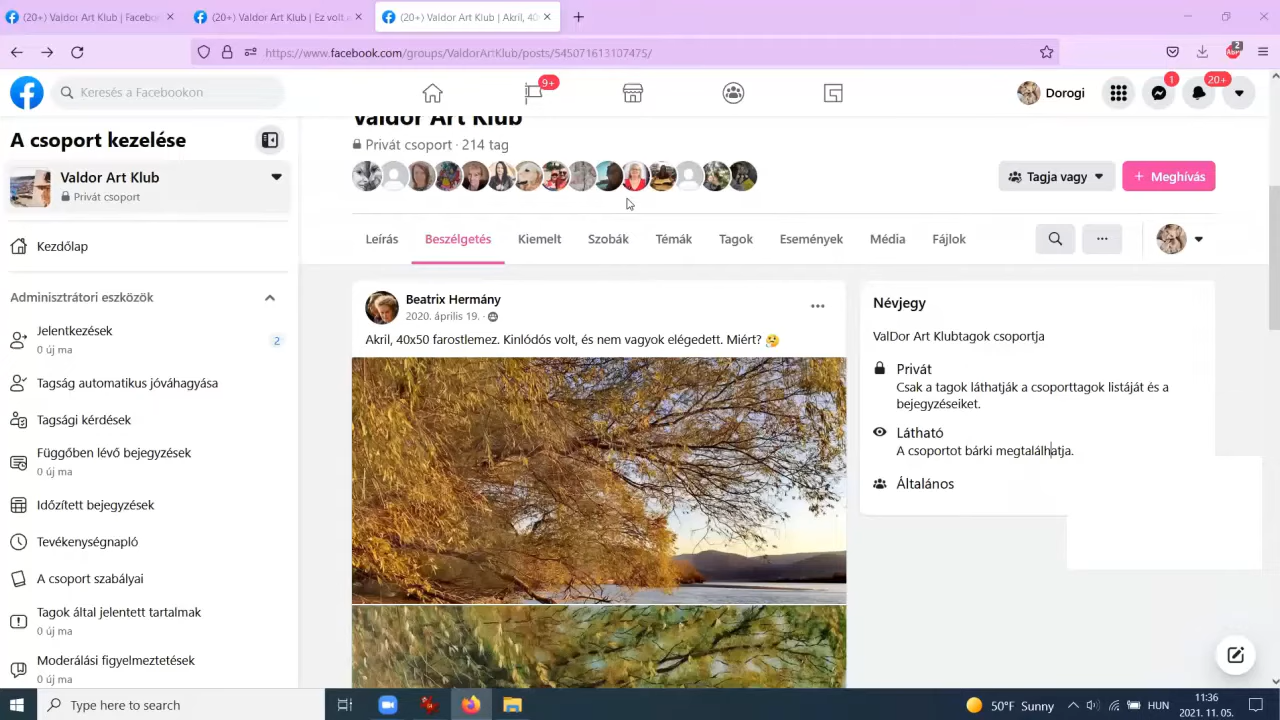 (20+) Valdor Art Klub | Facebo
(20+) Valdor Art Klub | Ez volt
(20+) Valdor Art Klub | Akril, 40
https://www.facebook.com/groups/ValdorArtKlub/posts/545071613107475/
2
Keresés a Facebookon
9+
Dorogi
1
20+
A csoport kezelése
Valdor Art Klub
Privát csoport
Kezdőlap
Adminisztrátori eszközök
Jelentkezések
0 új ma
2
Tagság automatikus jóváhagyása
Tagsági kérdések
Függőben lévő bejegyzések
0 új ma
Időzített bejegyzések
Tevékenységnapló
A csoport szabályai
Tagok által jelentett tartalmak
0 új ma
Moderálási figyelmeztetések
0 új ma
Valdor Art Klub
Privát csoport · 214 tag
Tagja vagy
+ Meghívás
Leírás
Beszélgetés
Kiemelt
Szobák
Témák
Tagok
Események
Média
Fájlok
Beatrix Hermány
2020. április 19. ·
Akril, 40x50 farostlemez. Kinlódós volt, és nem vagyok elégedett. Miért? 🤔
Névjegy
ValDor Art Klubtagok csoportja
Privát
Csak a tagok láthatják a csoporttagok listáját és a
bejegyzéseiket.
Látható
A csoportot bárki megtalálhatja.
Általános
Type here to search
50°F Sunny
HUN
11:36
2021. 11. 05.